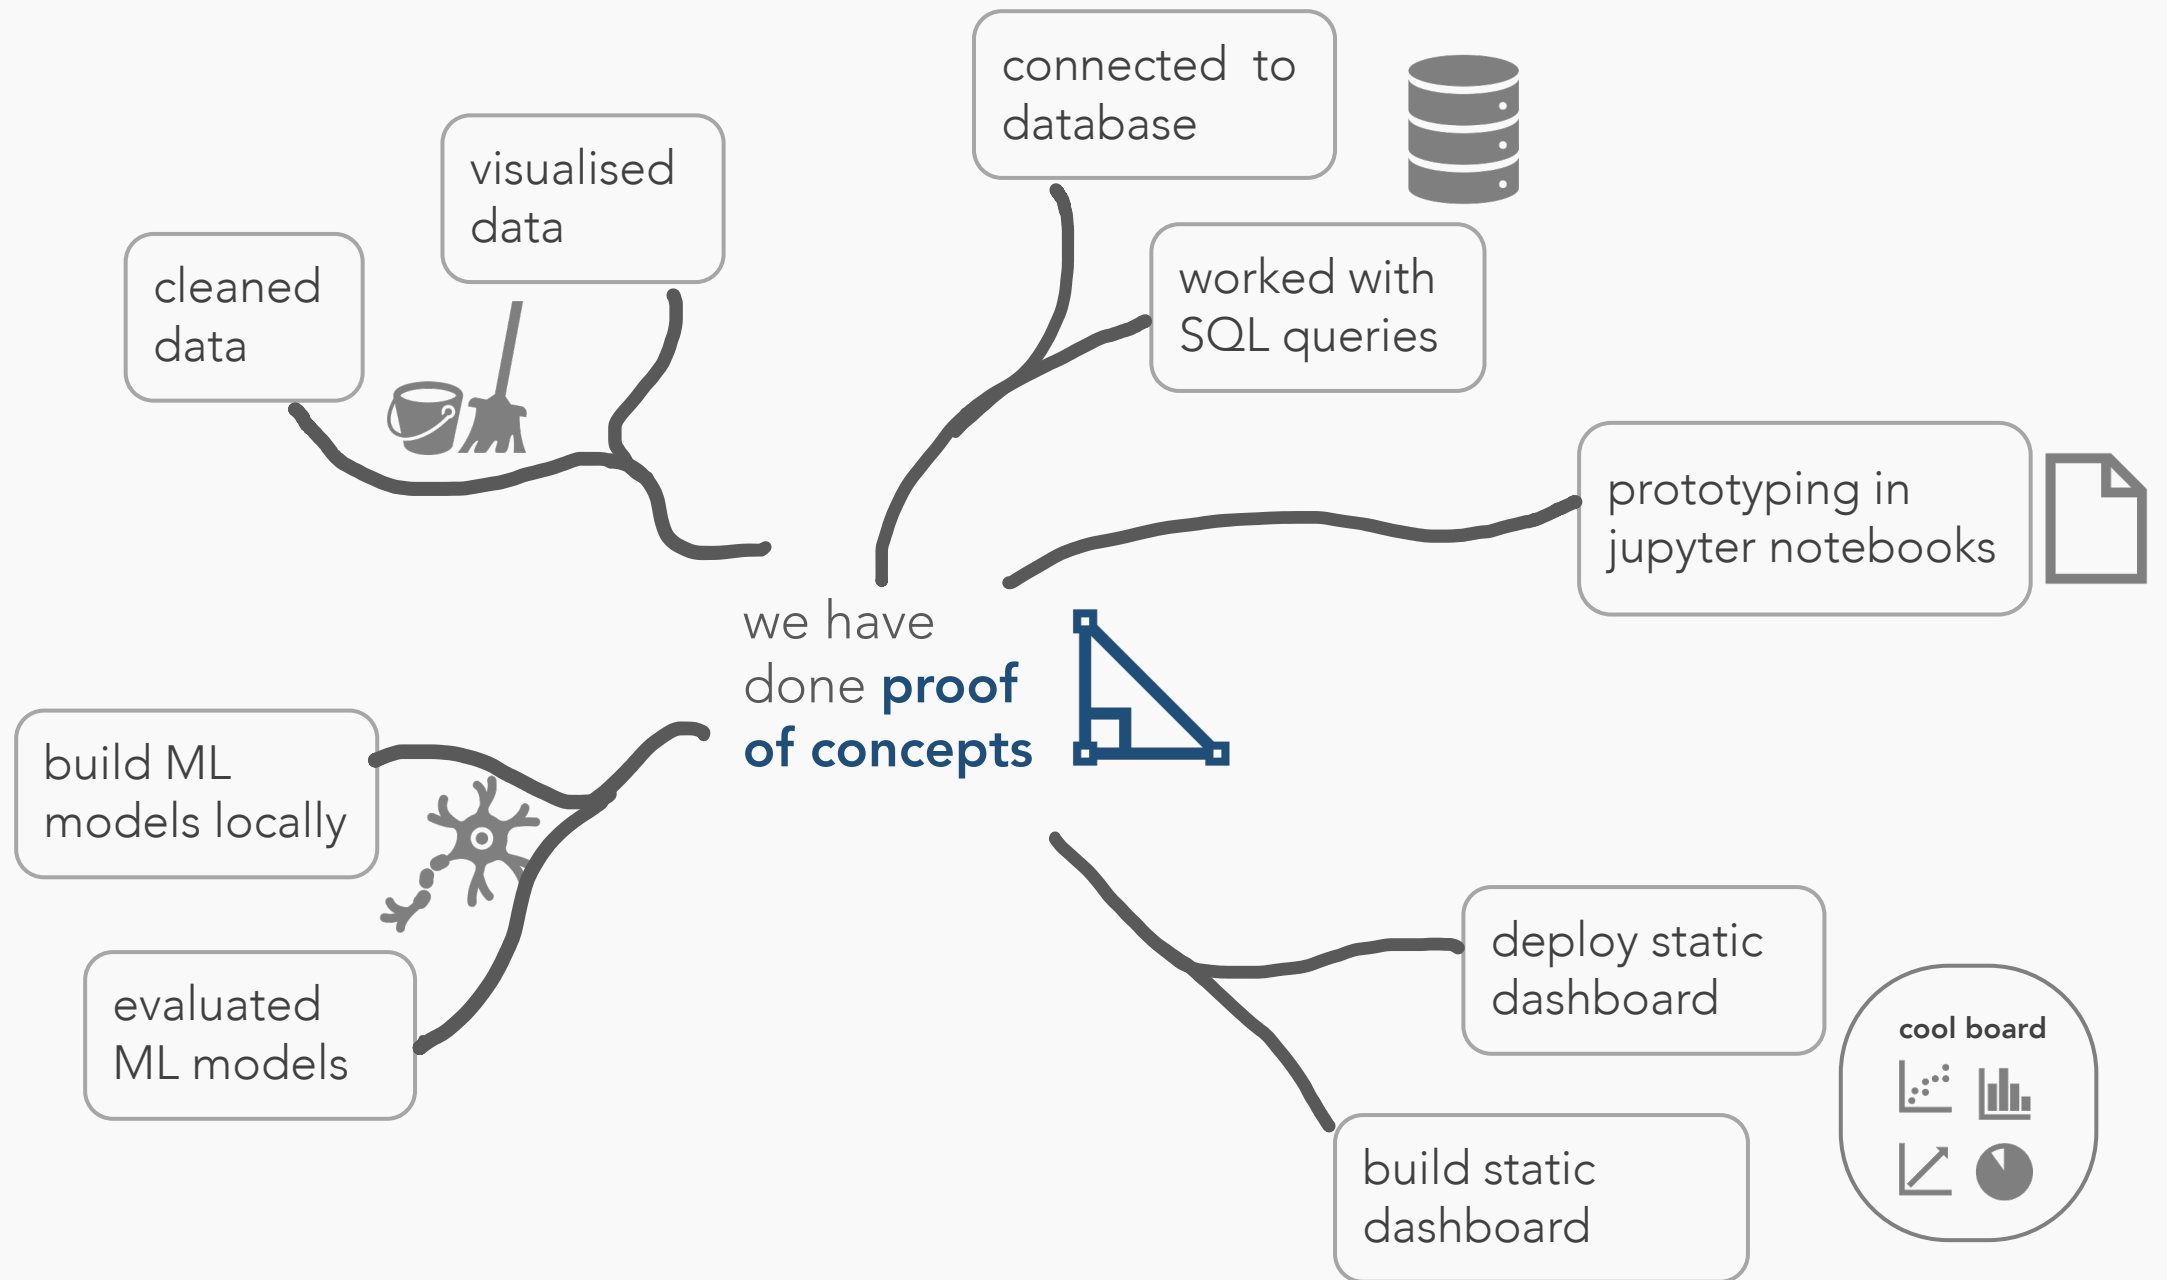 connected to
database
visualised
data
worked with
SQL queries
cleaned
data
prototyping in
jupyter notebooks
we have
done proof
of concepts
build ML
models locally
evaluated
ML models
deploy static
dashboard
cool board
build static
dashboard